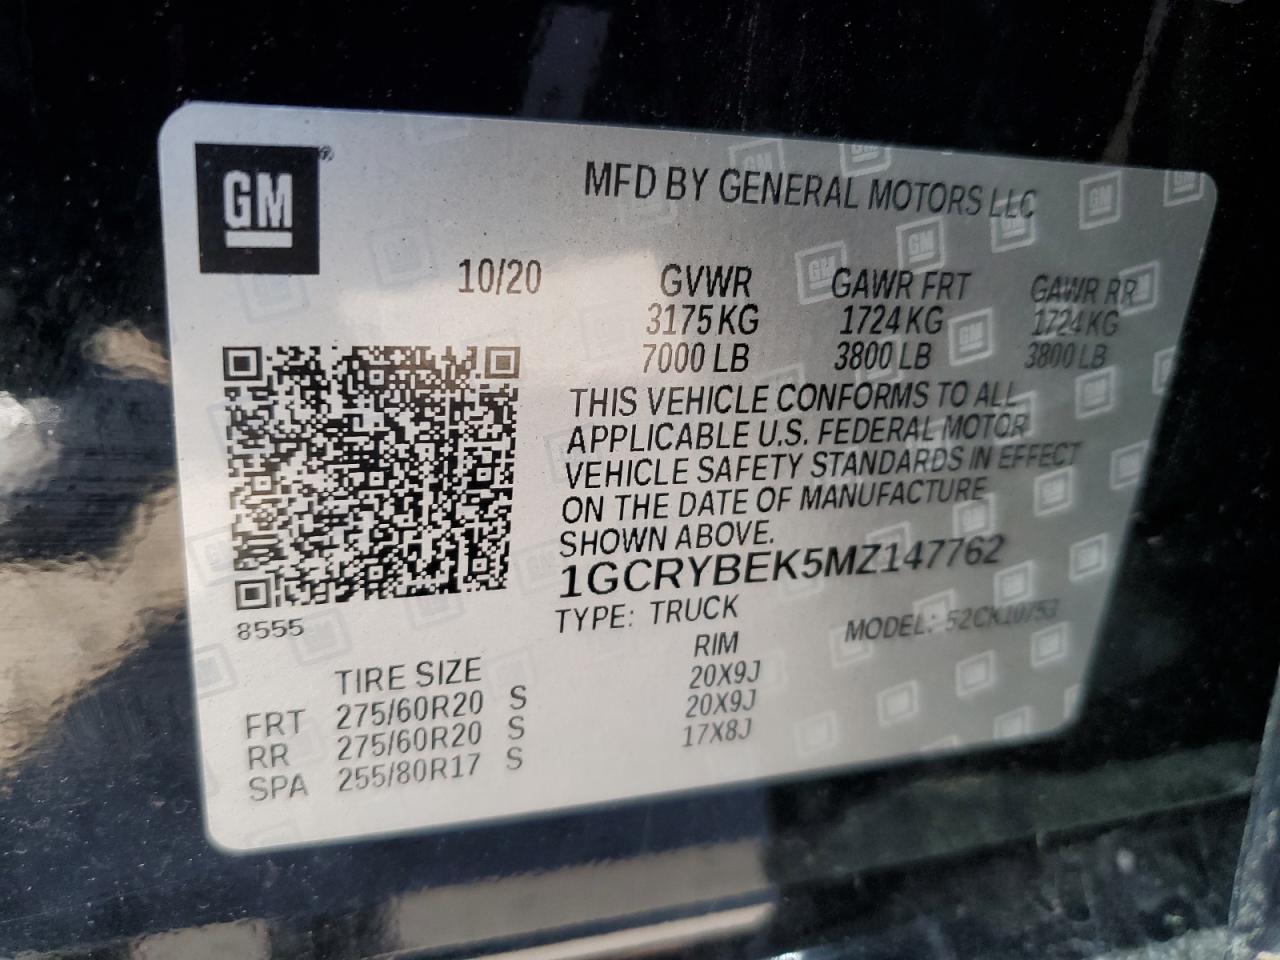 GM ®
MFD BY GENERAL MOTORS LLC
10/20 GVWR GAWR FRT GAWR RR
3175 KG 1724 KG 1724 KG
7000 LB 3800 LB 3800 LB
THIS VEHICLE CONFORMS TO ALL
APPLICABLE U.S. FEDERAL MOTOR
VEHICLE SAFETY STANDARDS IN EFFECT
ON THE DATE OF MANUFACTURE
SHOWN ABOVE.
1GCRYBEK5MZ147762
TYPE: TRUCK MODEL:
8555
TIRE SIZE RIM
FRT 275/60R20 S 20X9J
RR 275/60R20 S 20X9J
SPA 255/80R17 S 17X8J